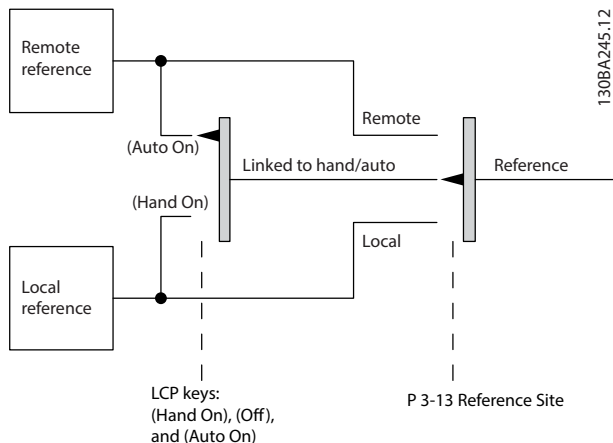 130BA245.12
Remote
reference
Remote
(Auto On)
Linked to hand/auto
Reference
(Hand On)
Local
Local
reference
LCP keys:
(Hand On), (Off),
and (Auto On)
P 3-13 Reference Site